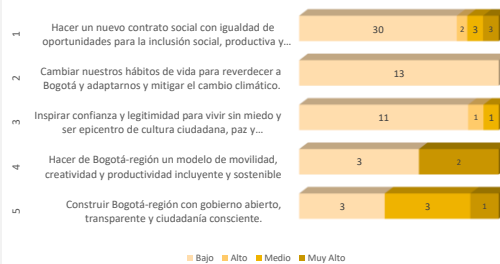 1
Hacer un nuevo contrato social con igualdad de
oportunidades para la inclusión social, productiva y…
30
2
3
3
2
Cambiar nuestros hábitos de vida para reverdecer a
Bogotá y adaptarnos y mitigar el cambio climático.
13
3
Inspirar confianza y legitimidad para vivir sin miedo y
ser epicentro de cultura ciudadana, paz y…
11
1
1
4
Hacer de Bogotá-región un modelo de movilidad,
creatividad y productividad incluyente y sostenible
3
2
5
Construir Bogotá-región con gobierno abierto,
transparente y ciudadanía consciente.
3
3
1
Bajo Alto Medio Muy Alto